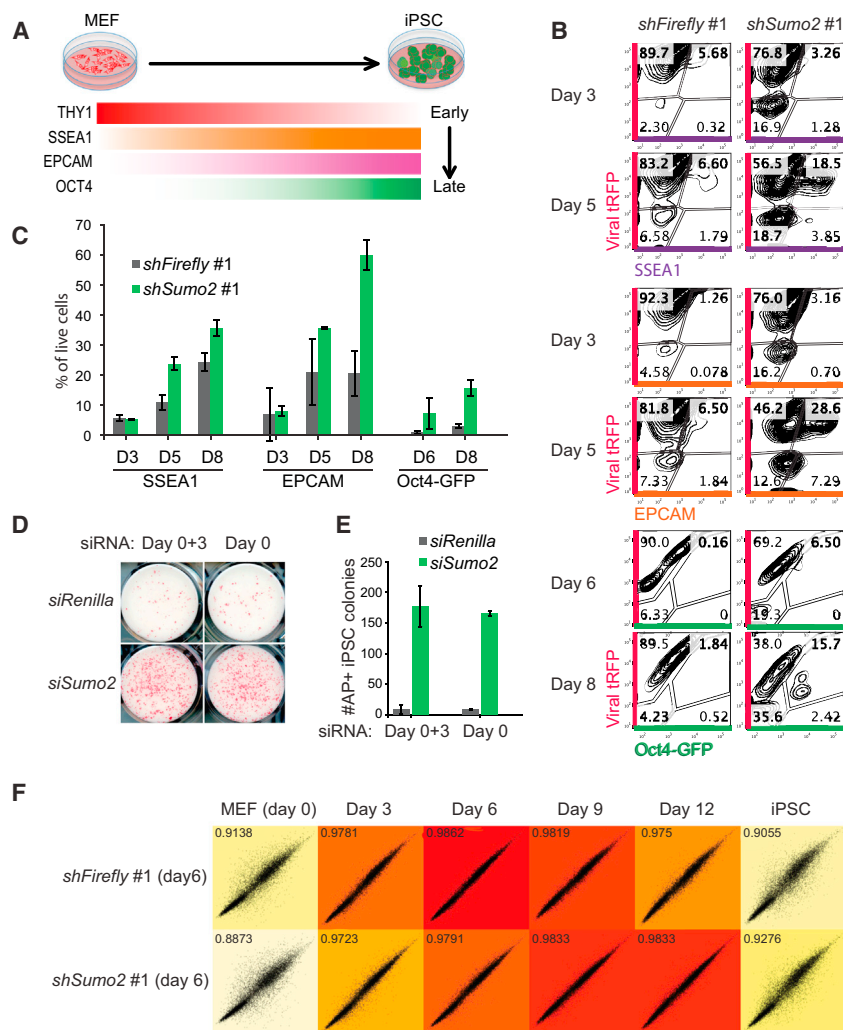 A
MEF
iPSC
THY1
SSEA1
EPCAM
OCT4
Early
Late
B
shFirefly #1
shSumo2 #1
Day 3
89.7
5.68
2.30
0.32
76.8
3.26
16.9
1.28
Day 5
83.2
6.60
6.58
1.79
56.5
18.5
18.7
3.85
Viral tRFP
SSEA1
Day 3
92.3
1.26
4.58
0.078
76.0
3.16
16.2
0.70
Day 5
81.8
6.50
7.33
1.84
46.2
28.6
12.6
7.29
Viral tRFP
EPCAM
Day 6
90.0
0.16
6.33
0
69.2
6.50
19.3
0
Day 8
89.5
1.84
4.23
0.52
38.0
15.7
35.6
2.42
Viral tRFP
Oct4-GFP
C
% of live cells
70
60
50
40
30
20
10
0
shFirefly #1
shSumo2 #1
D3 D5 D8 D3 D5 D8 D6 D8
SSEA1 EPCAM Oct4-GFP
D
siRNA: Day 0+3 Day 0
siRenilla
siSumo2
E
siRenilla
siSumo2
#AP+ iPSC colonies
250
200
150
100
50
0
siRNA: Day 0+3 Day 0
F
MEF (day 0) Day 3 Day 6 Day 9 Day 12 iPSC
shFirefly #1 (day6)
0.9138 0.9781 0.9862 0.9819 0.975 0.9055
shSumo2 #1 (day 6)
0.8873 0.9723 0.9791 0.9833 0.9833 0.9276